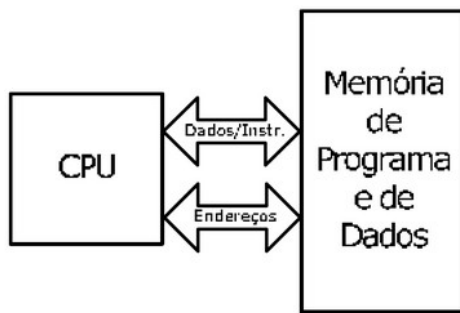 CPU
Dados/Instr.
Endereços
Memória
de
Programa
e de
Dados